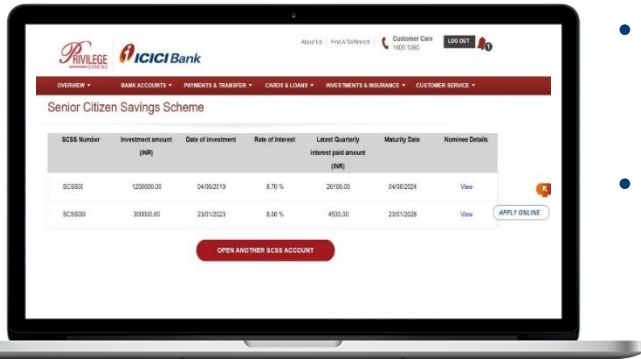 About Us | Find ATM/Branch
Customer Care
1800 1080
LOG OUT
0
PRIVILEGE
BANKING
ICICI Bank
OVERVIEW
BANK ACCOUNTS
PAYMENTS & TRANSFER
CARDS & LOANS
INVESTMENTS & INSURANCE
CUSTOMER SERVICE
Senior Citizen Savings Scheme
SCSS Number Investment amount (INR) Date of investment Rate of Interest Latest Quarterly interest paid amount (INR) Maturity Date Nominee Details
1200000.00 04/06/2019 8.70 % 26100.00 04/06/2024 View
300000.00 23/01/2023 8.00 % 4533.00 23/01/2028 View
APPLY ONLINE
OPEN ANOTHER SCSS ACCOUNT